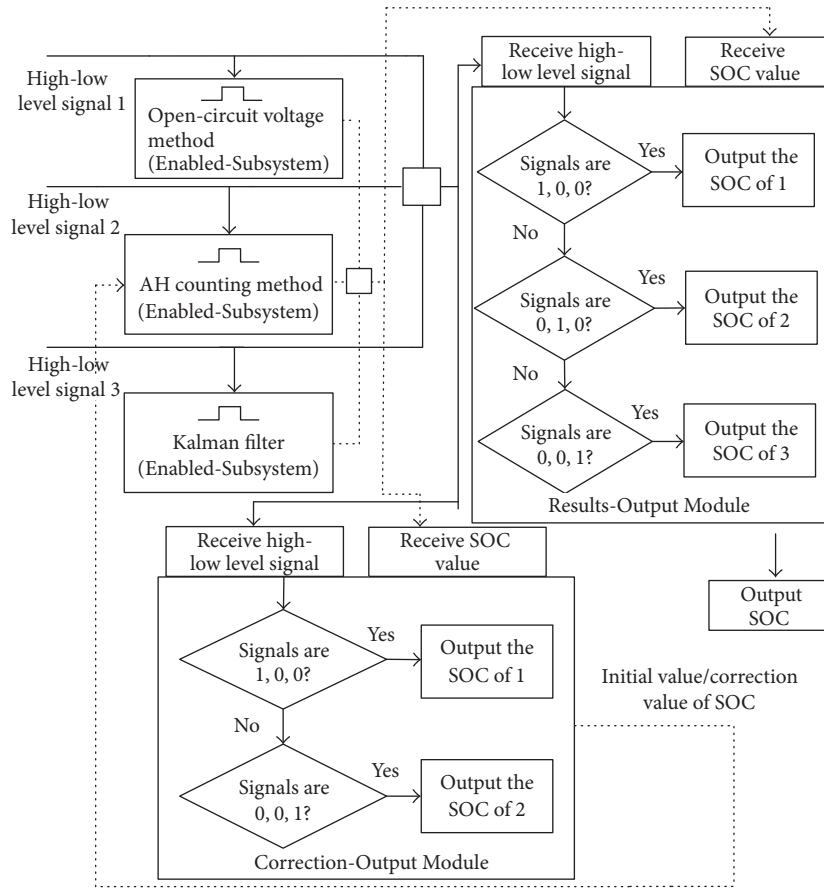 High-low
level signal 1
Open-circuit voltage
method
(Enabled-Subsystem)
High-low
level signal 2
AH counting method
(Enabled-Subsystem)
High-low
level signal 3
Kalman filter
(Enabled-Subsystem)
Receive high-
low level signal
Receive
SOC value
Signals are
1, 0, 0?
Yes
Output the
SOC of 1
No
Signals are
0, 1, 0?
Yes
Output the
SOC of 2
No
Signals are
0, 0, 1?
Yes
Output the
SOC of 3
Results-Output Module
Output
SOC
Receive high-
low level signal
Receive SOC
value
Signals are
1, 0, 0?
Yes
Output the
SOC of 1
No
Signals are
0, 0, 1?
Yes
Output the
SOC of 2
Correction-Output Module
Initial value/correction
value of SOC